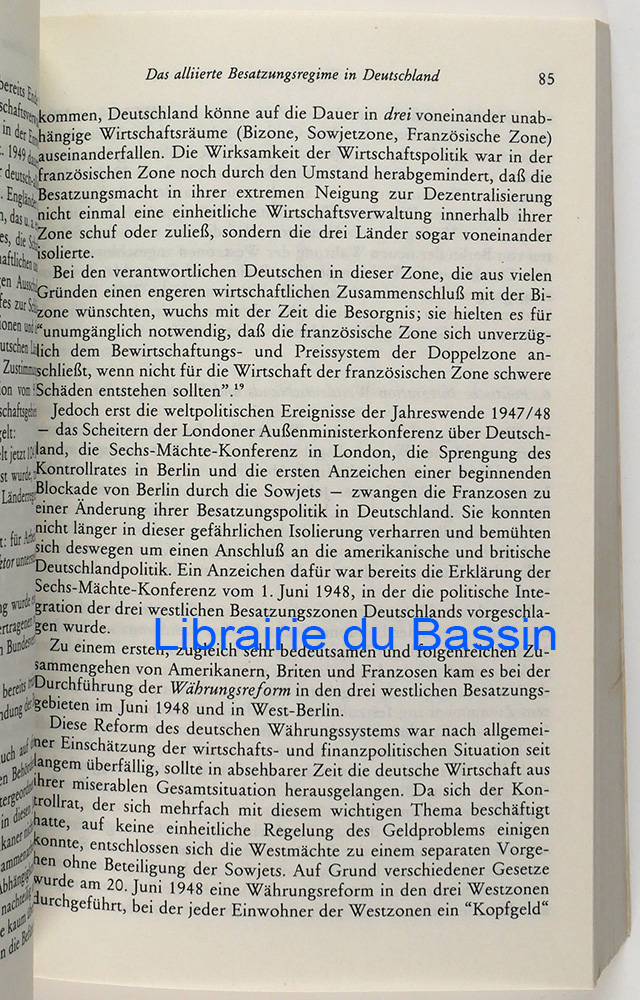 Das alliierte Besatzungsregime in Deutschland 85
kommen, Deutschland könne auf die Dauer in drei voneinander unab-
hängige Wirtschaftsräume (Bizone, Sowjetzone, Französische Zone)
auseinanderfallen. Die Wirksamkeit der Wirtschaftspolitik war in der
französischen Zone noch durch den Umstand herabgemindert, daß die
Besatzungsmacht in ihrer extremen Neigung zur Dezentralisierung
nicht einmal eine einheitliche Wirtschaftsverwaltung innerhalb ihrer
Zone schuf oder zuließ, sondern die drei Länder sogar voneinander
isolierte.
Bei den verantwortlichen Deutschen in dieser Zone, die aus vielen
Gründen einen engeren wirtschaftlichen Zusammenschluß mit der Bi-
zone wünschten, wuchs mit der Zeit die Besorgnis; sie hielten es für
“unumgänglich notwendig, daß die französische Zone sich unverzüg-
lich dem Bewirtschaftungs- und Preissystem der Doppelzone an-
schließt, wenn nicht für die Wirtschaft der französischen Zone schwere
Schäden entstehen sollten”.¹⁹
Jedoch erst die weltpolitischen Ereignisse der Jahreswende 1947/48
– das Scheitern der Londoner Außenministerkonferenz über Deutsch-
land, die Sechs-Mächte-Konferenz in London, die Sprengung des
Kontrollrates in Berlin und die ersten Anzeichen einer beginnenden
Blockade von Berlin durch die Sowjets – zwangen die Franzosen zu
einer Änderung ihrer Besatzungspolitik in Deutschland. Sie konnten
nicht länger in dieser gefährlichen Isolierung verharren und bemühten
sich deswegen um einen Anschluß an die amerikanische und britische
Deutschlandpolitik. Ein Anzeichen dafür war bereits die Erklärung der
Sechs-Mächte-Konferenz vom 1. Juni 1948, in der die politische Inte-
gration der drei westlichen Besatzungszonen Deutschlands vorgeschla-
gen wurde.
Librairie du Bassin
Zu einem ersten, zugleich sehr bedeutsamen und folgenreichen Zu-
sammengehen von Amerikanern, Briten und Franzosen kam es bei der
Durchführung der Währungsreform in den drei westlichen Besatzungs-
gebieten im Juni 1948 und in West-Berlin.
Diese Reform des deutschen Währungssystems war nach allgemei-
ner Einschätzung der wirtschafts- und finanzpolitischen Situation seit
langem überfällig, sollte in absehbarer Zeit die deutsche Wirtschaft aus
ihrer miserablen Gesamtsituation herausgelangen. Da sich der Kon-
trollrat, der sich mehrfach mit diesem wichtigen Thema beschäftigt
hatte, auf keine einheitliche Regelung des Geldproblems einigen
konnte, entschlossen sich die Westmächte zu einem separaten Vorge-
hen ohne Beteiligung der Sowjets. Auf Grund verschiedener Gesetze
wurde am 20. Juni 1948 eine Währungsreform in den drei Westzonen
durchgeführt, bei der jeder Einwohner der Westzonen ein “Kopfgeld“